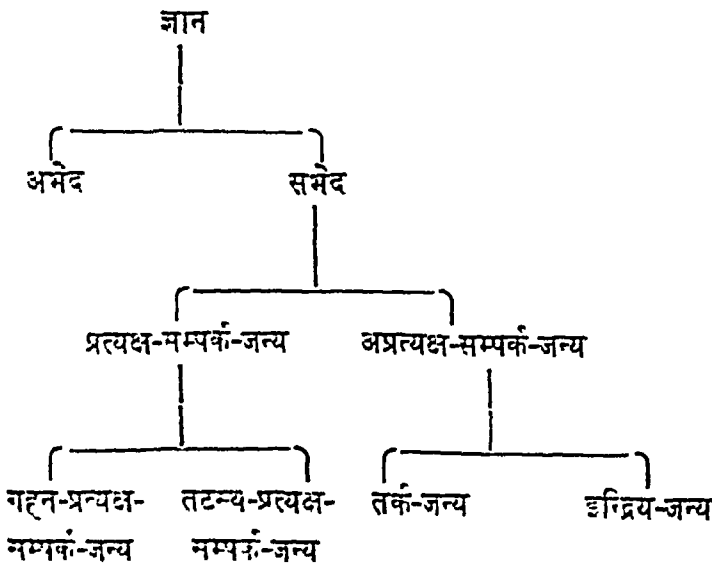 ज्ञान
अभेद सभेद
प्रत्यक्ष-सम्पर्क-जन्य अप्रत्यक्ष-सम्पर्क-जन्य
गहन-प्रत्यक्ष- तटस्थ-प्रत्यक्ष- तर्क-जन्य इन्द्रिय-जन्य
सम्पर्क-जन्य सम्पर्क-जन्य